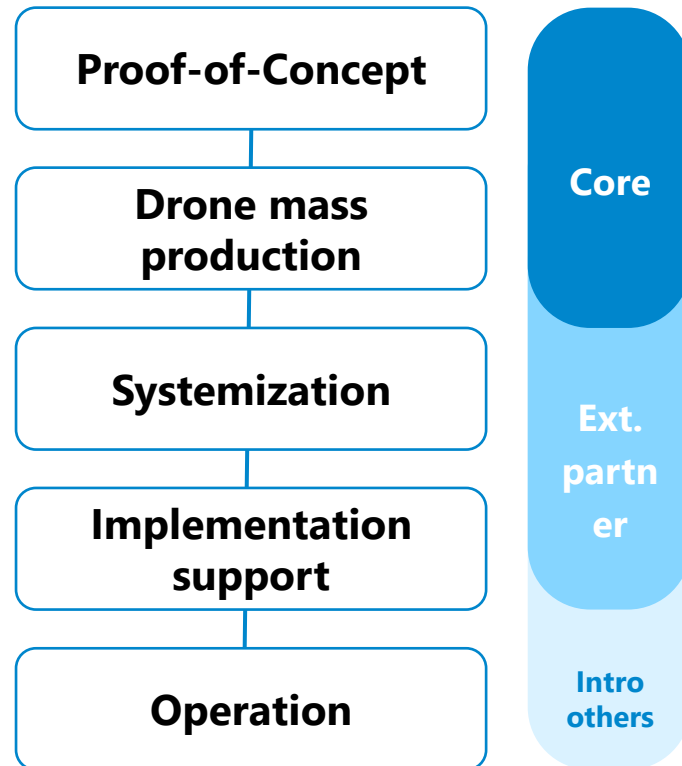 Proof-of-Concept
Drone mass
production
Systemization
Implementation
support
Operation
Core
Ext.
partn
er
Intro
others